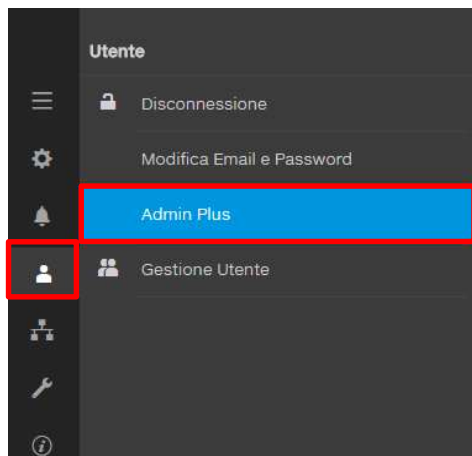 Utente
Disconnessione
Modifica Email e Password
Admin Plus
Gestione Utente